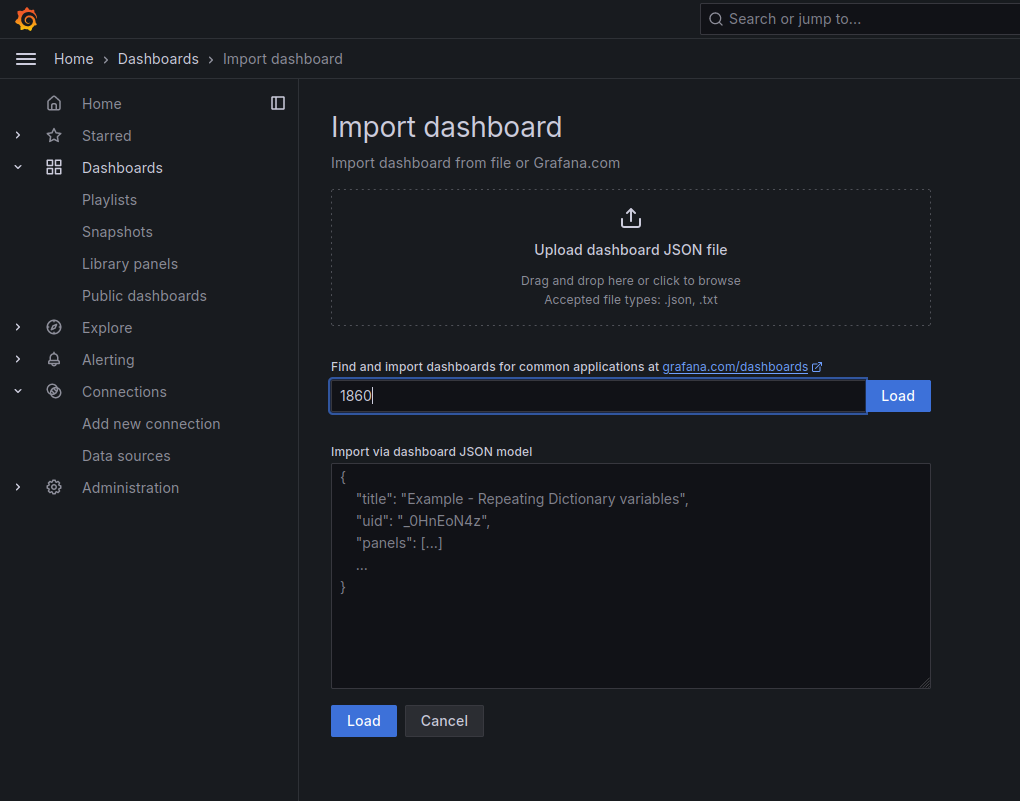 Search or jump to...
Home › Dashboards › Import dashboard
Home
Starred
Dashboards
Playlists
Snapshots
Library panels
Public dashboards
Explore
Alerting
Connections
Add new connection
Data sources
Administration
Import dashboard
Import dashboard from file or Grafana.com
Upload dashboard JSON file
Drag and drop here or click to browse
Accepted file types: .json, .txt
Find and import dashboards for common applications at grafana.com/dashboards
1860
Load
Import via dashboard JSON model
{
"title": "Example - Repeating Dictionary variables",
"uid": "_0HnEoN4z",
"panels": [...]
...
}
Load
Cancel